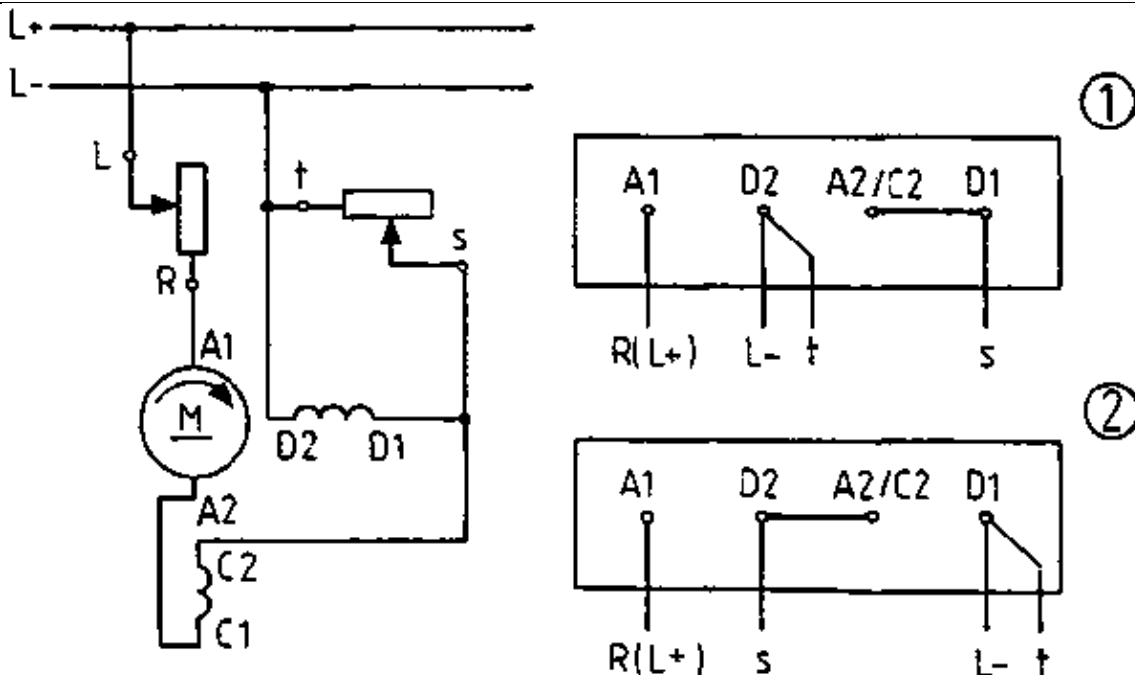 L+
L-
L
t
s
R
A1
M
D2 D1
A2
C2
C1
①
A1 D2 A2/C2 D1
R(L+) L- t s
②
A1 D2 A2/C2 D1
R(L+) s L- t